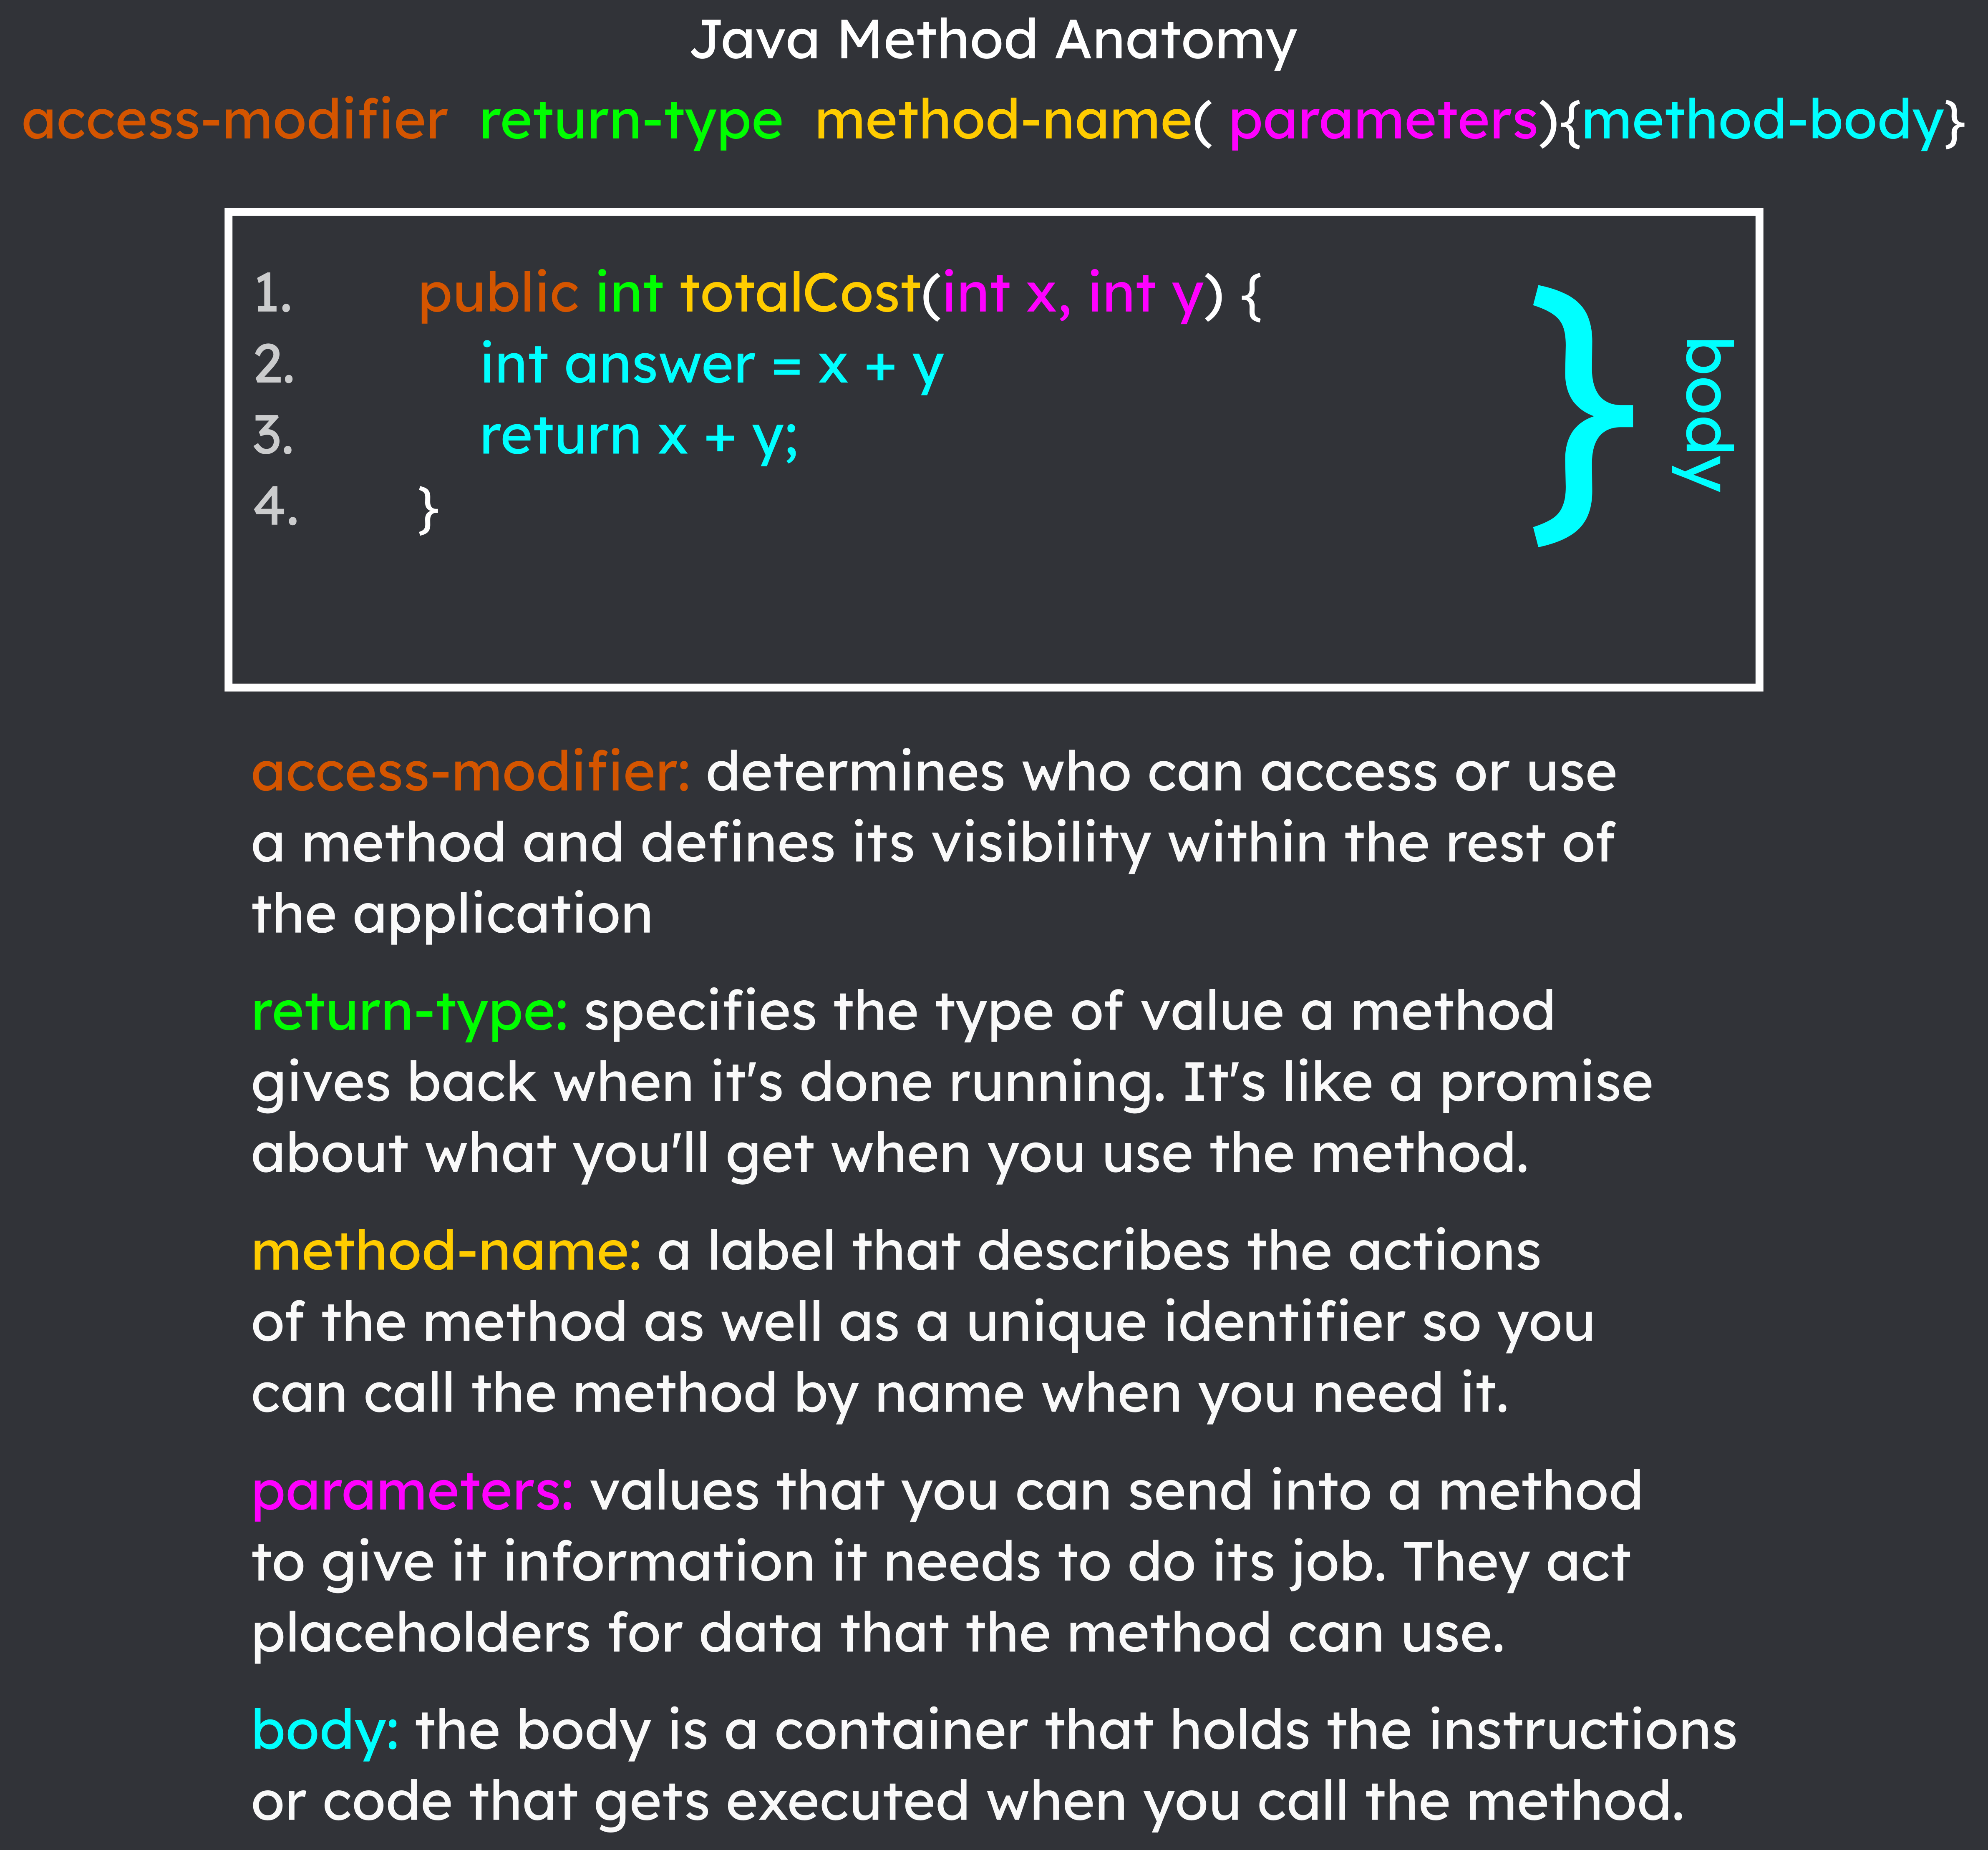 Java Method Anatomy
access-modifier return-type method-name( parameters){method-body}
1. public int totalCost(int x, int y) {
2. int answer = x + y
3. return x + y;
4. }
body
access-modifier: determines who can access or use
a method and defines its visibility within the rest of
the application
return-type: specifies the type of value a method
gives back when it's done running. It's like a promise
about what you'll get when you use the method.
method-name: a label that describes the actions
of the method as well as a unique identifier so you
can call the method by name when you need it.
parameters: values that you can send into a method
to give it information it needs to do its job. They act
placeholders for data that the method can use.
body: the body is a container that holds the instructions
or code that gets executed when you call the method.